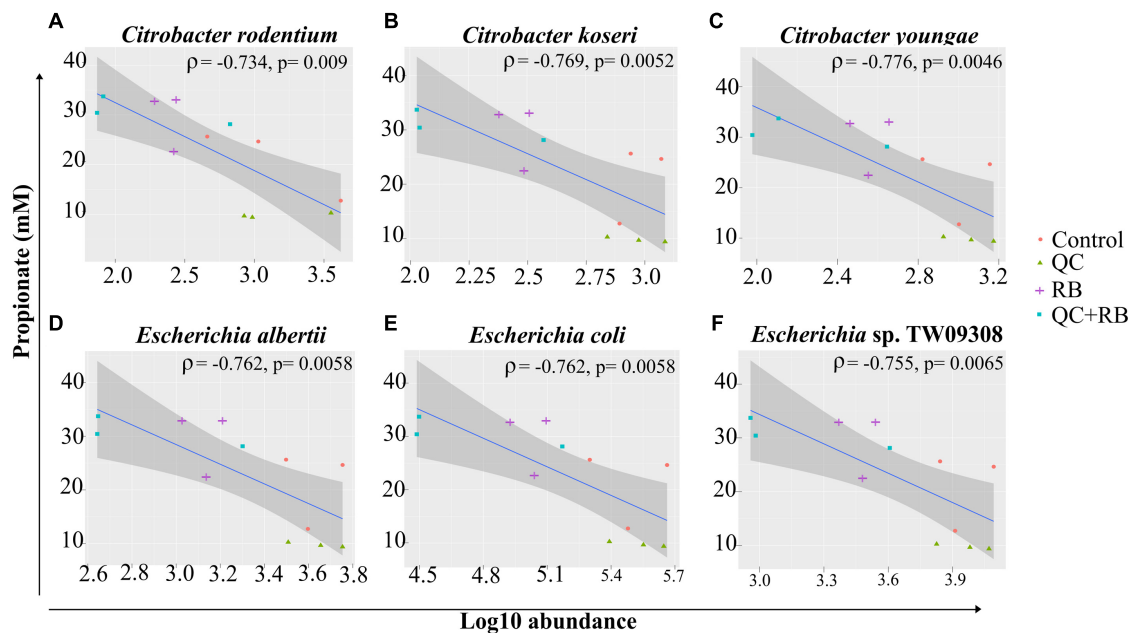 A
Citrobacter rodentium
ρ = -0.734, p= 0.009
40
30
20
10
2.0 2.5 3.0 3.5
B
Citrobacter koseri
ρ = -0.769, p= 0.0052
40
30
20
10
2.0 2.25 2.5 2.75 3.0
C
Citrobacter youngae
ρ = -0.776, p= 0.0046
40
30
20
10
2.0 2.4 2.8 3.2
D
Escherichia albertii
ρ = -0.762, p= 0.0058
40
30
20
10
2.6 2.8 3.0 3.2 3.4 3.6 3.8
E
Escherichia coli
ρ = -0.762, p= 0.0058
40
30
20
10
4.5 4.8 5.1 5.4 5.7
F
Escherichia sp. TW09308
ρ = -0.755, p= 0.0065
40
30
20
10
3.0 3.3 3.6 3.9
Propionate (mM)
Log10 abundance
Control
QC
RB
QC+RB